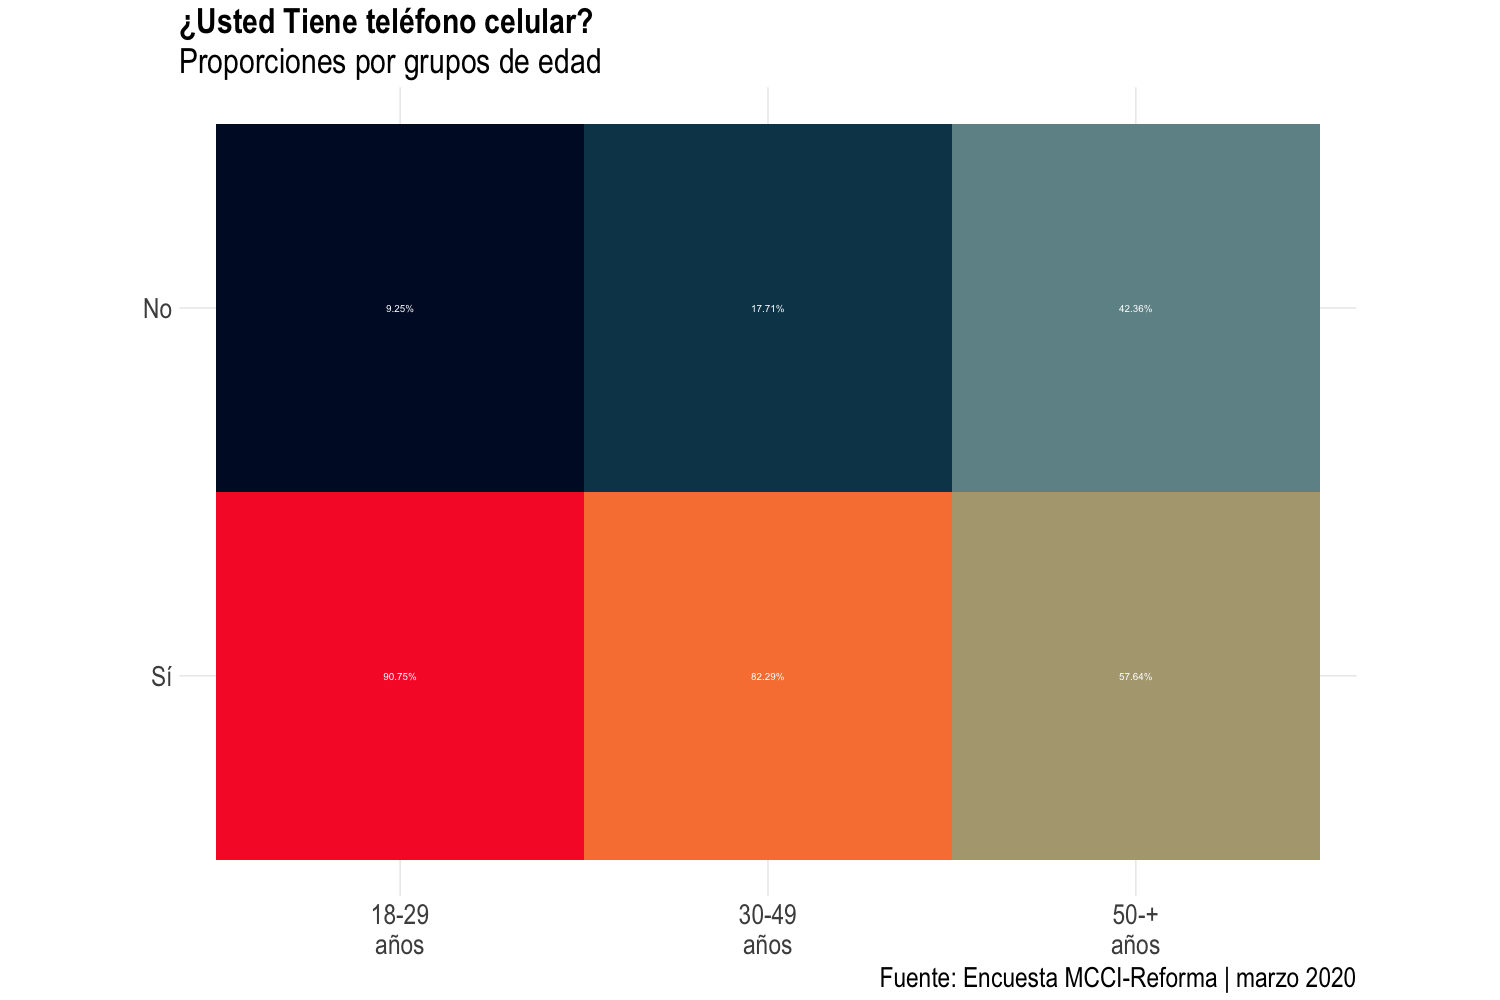 ¿Usted Tiene teléfono celular?
Proporciones por grupos de edad
No
9.25%
17.71%
42.36%
Sí
90.75%
82.29%
57.64%
18-29
años
30-49
años
50-+
años
Fuente: Encuesta MCCI-Reforma | marzo 2020